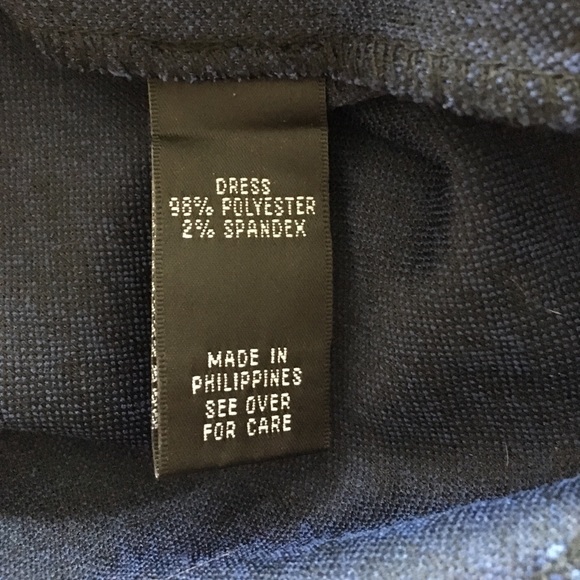 DRESS
98% POLYESTER
2% SPANDEX
MADE IN
PHILIPPINES
SEE OVER
FOR CARE